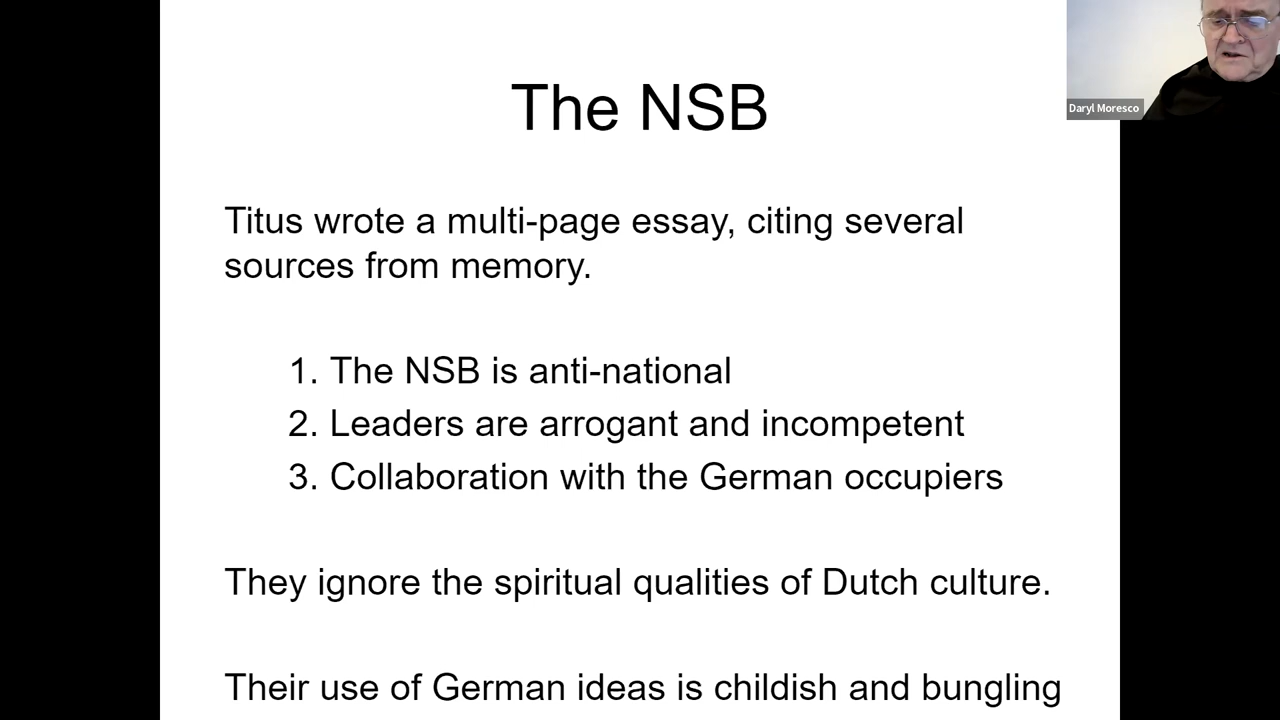 The NSB
Daryl Moresco
Titus wrote a multi-page essay, citing several
sources from memory.
1. The NSB is anti-national
2. Leaders are arrogant and incompetent
3. Collaboration with the German occupiers
They ignore the spiritual qualities of Dutch culture.
Their use of German ideas is childish and bungling